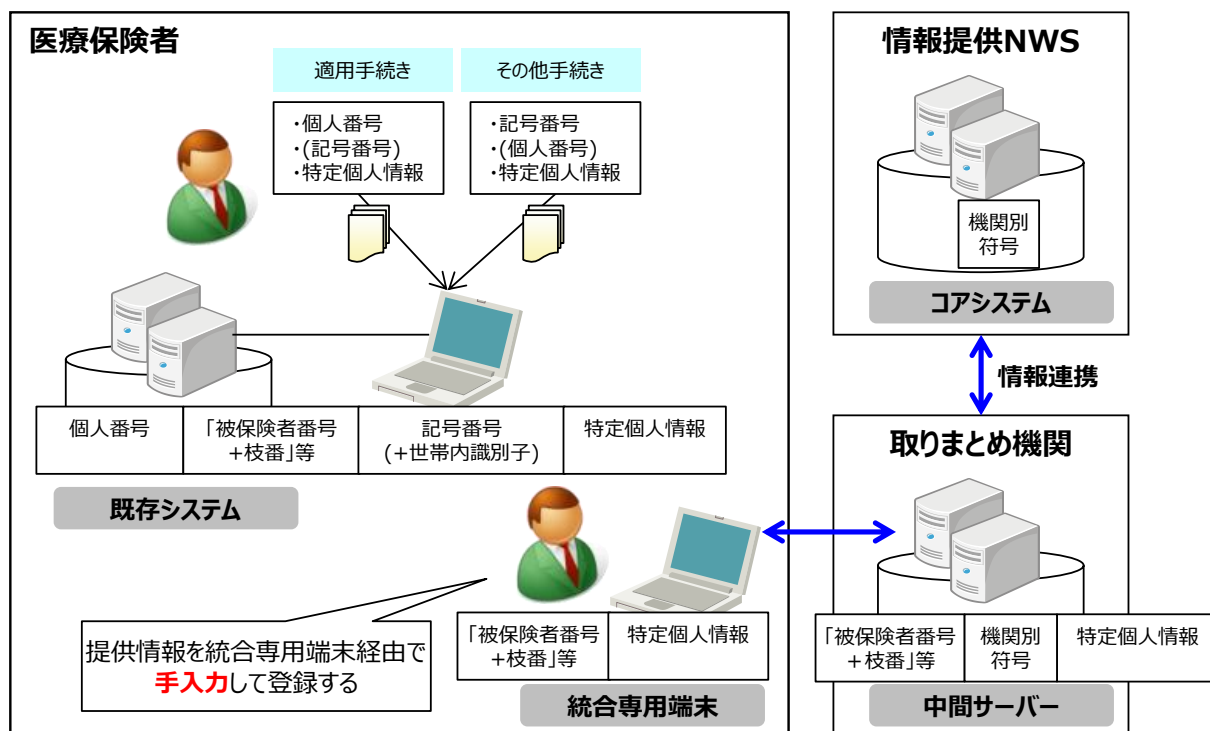 医療保険者
適用手続き
その他手続き
・個人番号
・(記号番号)
・特定個人情報
・記号番号
・(個人番号)
・特定個人情報
個人番号
「被保険者番号
+枝番」等
記号番号
(+世帯内識別子)
特定個人情報
既存システム
提供情報を統合専用端末経由で
手入力して登録する
「被保険者番号
+枝番」等
特定個人情報
統合専用端末
情報提供NWS
機関別
符号
コアシステム
情報連携
取りまとめ機関
「被保険者番号
+枝番」等
機関別
符号
特定個人情報
中間サーバー